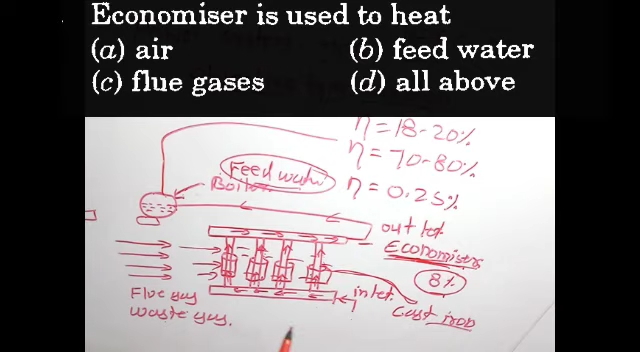 Economiser is used to heat
(a) air (b) feed water
(c) flue gases (d) all above
η = 18-20%
η = 70-80%
Feed water
Boiler
η = 0.25%
outlet
Economisers
8%
Flue gas
waste gas.
inlet
Cast iron